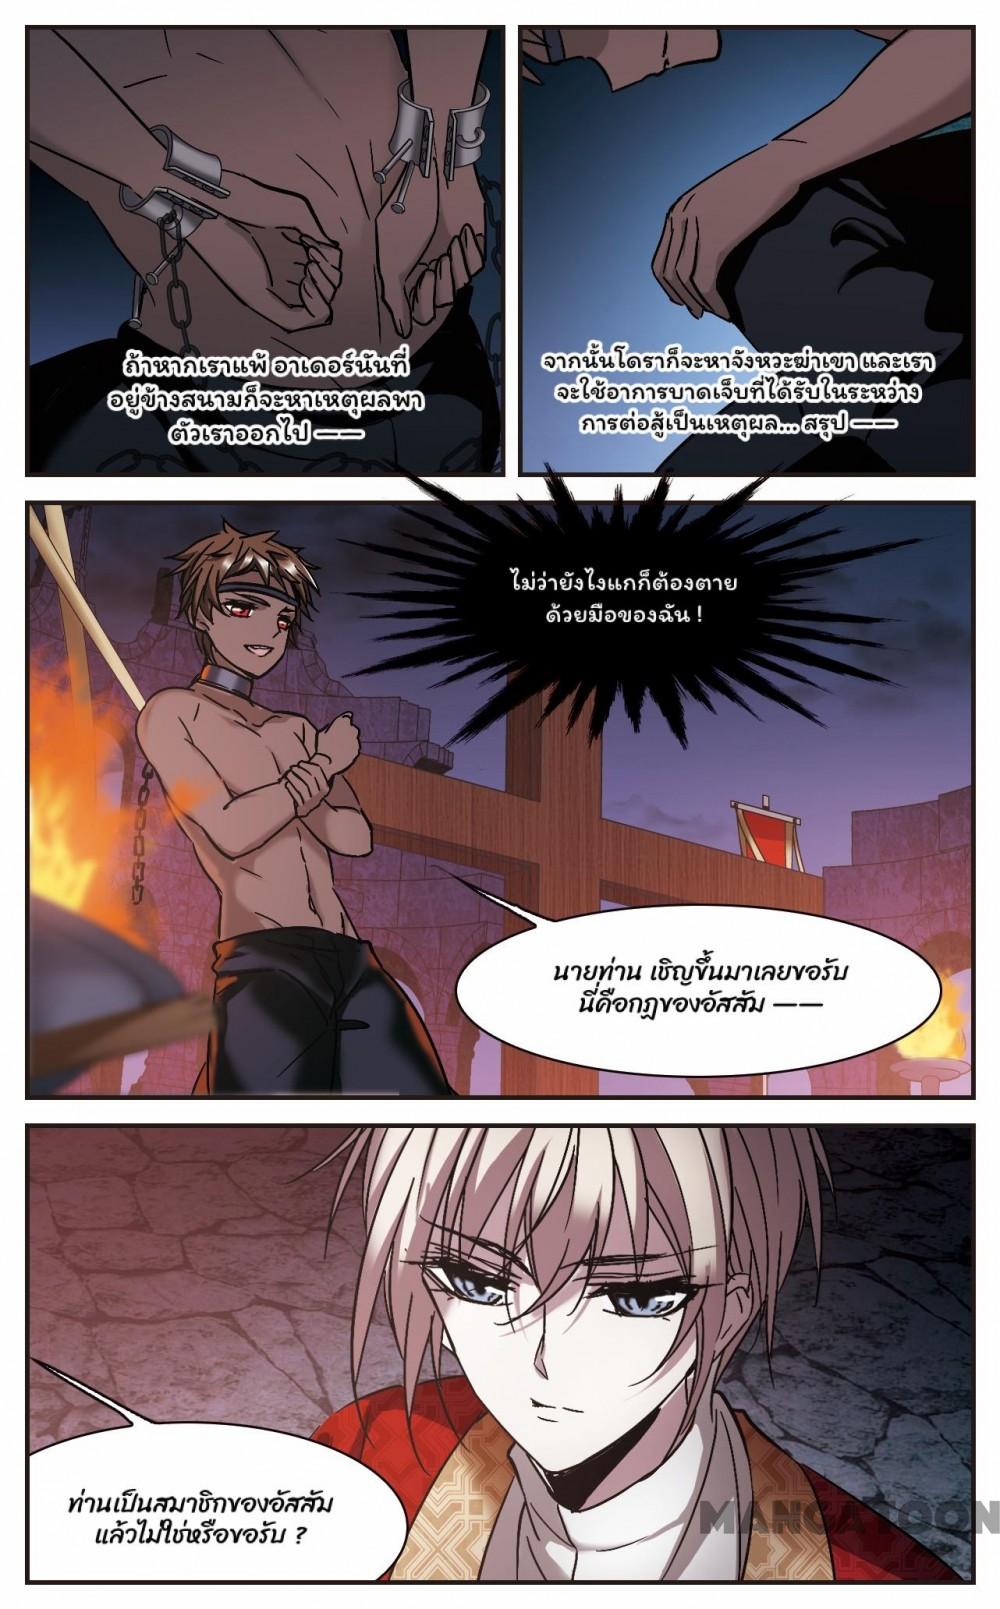 ถ้าหากเราแพ้ อาเดอร์นันที่
อยู่ข้างสนามก็จะหาเหตุผลพา
ตัวเราออกไป ——
จากนั้นโดราก็จะหาจังหวะฆ่าเขา และเรา
จะใช้อาการบาดเจ็บที่ได้รับในระหว่าง
การต่อสู้เป็นเหตุผล... สรุป ——
ไม่ว่ายังไงแกก็ต้องตาย
ด้วยมือของฉัน !
นายท่าน เชิญขึ้นมาเลยขอรับ
นี่คือกฎของอัสสัม ——
ท่านเป็นสมาชิกของอัสสัม
แล้วไม่ใช่หรือขอรับ ?
MANGATOON